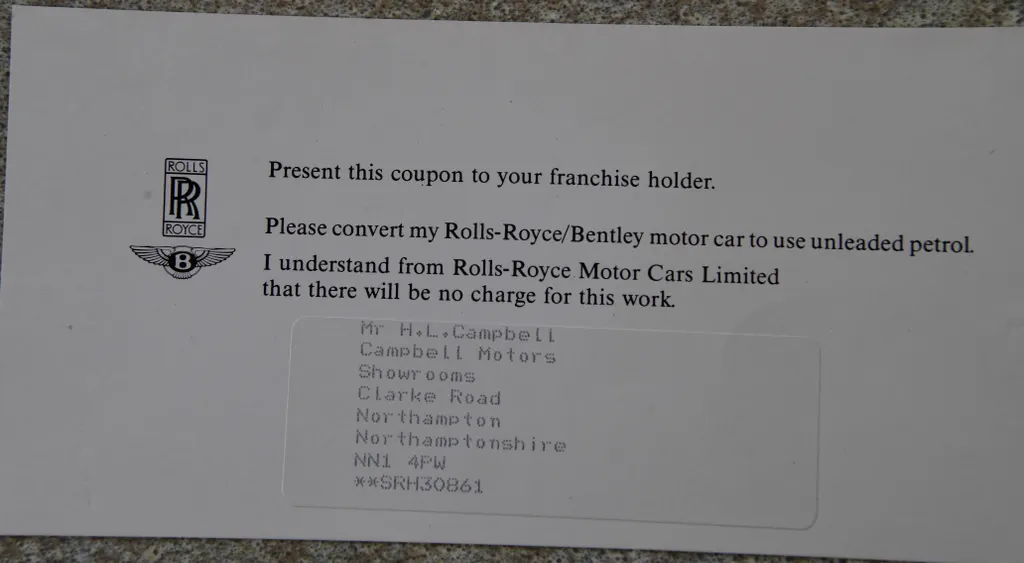 ROLLS
RR
ROYCE
B
Present this coupon to your franchise holder.
Please convert my Rolls-Royce/Bentley motor car to use unleaded petrol.
I understand from Rolls-Royce Motor Cars Limited
that there will be no charge for this work.
Mr H.L.Campbell
Campbell Motors
Showrooms
Clarke Road
Northampton
Northamptonshire
NN1 4PW
**SRH30861